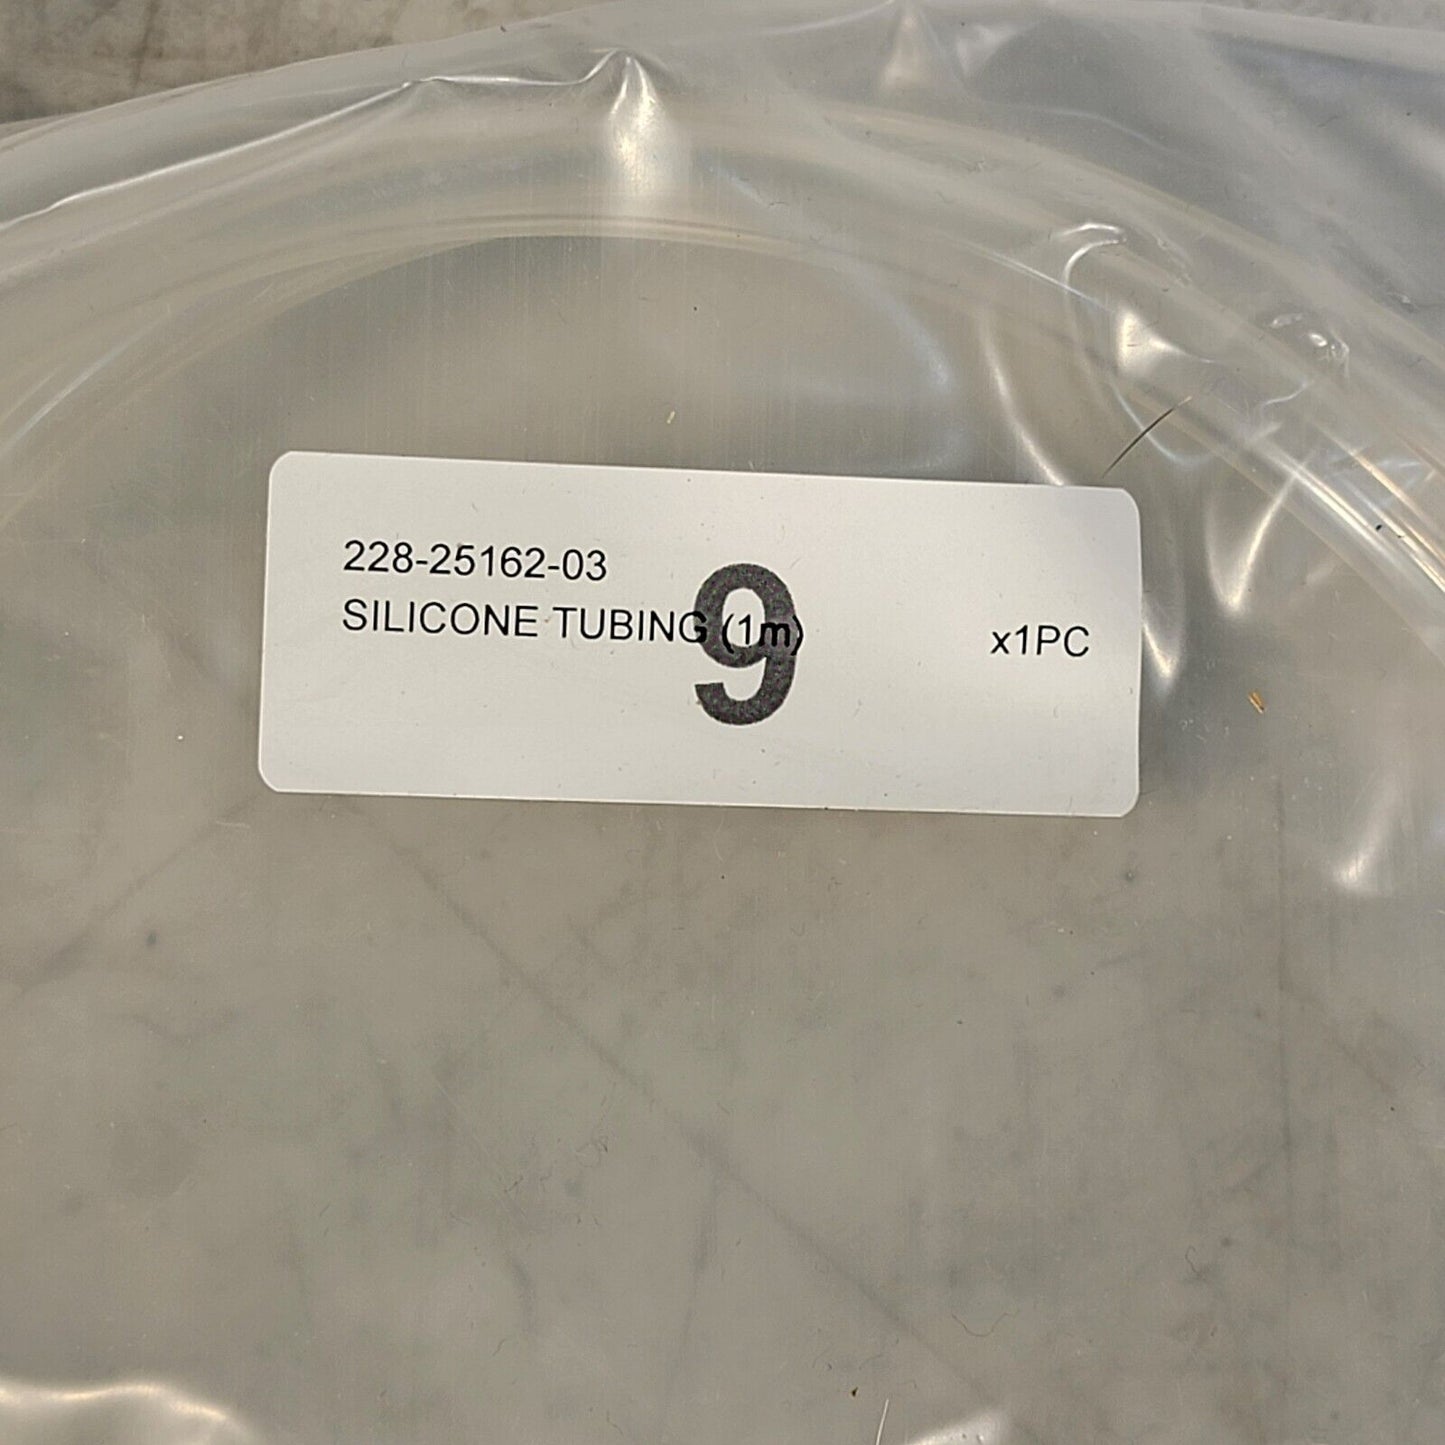 228-25162-03
SILICONE TUBING (1m) x1PC
9